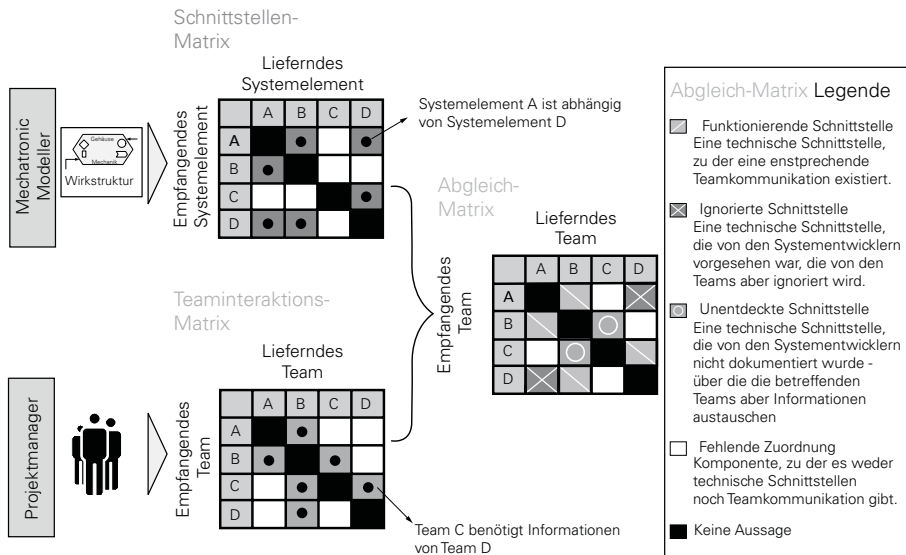 Schnittstellen-
Matrix
Lieferndes
Systemelement
A B C D
A
B
C
D
Empfangendes
Systemelement
Systemelement A ist abhängig
von Systemelement D
Mechatronic
Modeller
Gehäuse
Mechanik
Wirkstruktur
Abgleich-
Matrix
Lieferndes
Team
A B C D
A
B
C
D
Empfangendes
Team
Teaminteraktions-
Matrix
Lieferndes
Team
A B C D
A
B
C
D
Empfangendes
Team
Team C benötigt Informationen
von Team D
Projektmanager
Abgleich-Matrix Legende
Funktionierende Schnittstelle
Eine technische Schnittstelle,
zu der eine enstprechende
Teamkommunikation existiert.
Ignorierte Schnittstelle
Eine technische Schnittstelle,
die von den Systementwicklern
vorgesehen war, die von den
Teams aber ignoriert wird.
Unentdeckte Schnittstelle
Eine technische Schnittstelle,
die von den Systementwicklern
nicht dokumentiert wurde -
über die die betreffenden
Teams aber Informationen
austauschen
Fehlende Zuordnung
Komponente, zu der es weder
technische Schnittstellen
noch Teamkommunikation gibt.
Keine Aussage